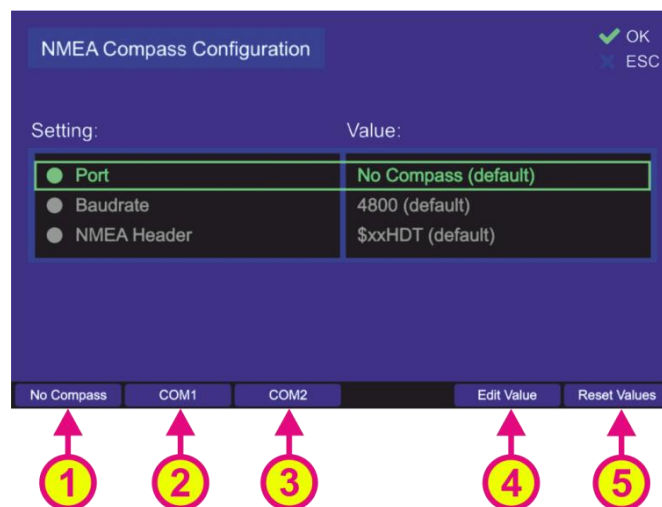 NMEA Compass Configuration
OK
ESC
Setting:
Value:
Port
No Compass (default)
Baudrate
4800 (default)
NMEA Header
$xxHDT (default)
No Compass
COM1
COM2
Edit Value
Reset Values
1
2
3
4
5